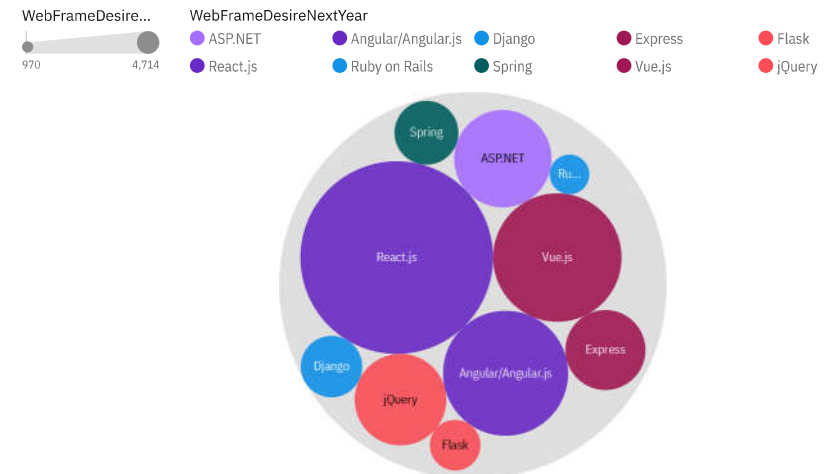 WebFrameDesire...
970 4,714
WebFrameDesireNextYear
ASP.NET Angular/Angular.js Django Express Flask
React.js Ruby on Rails Spring Vue.js jQuery
Spring
ASP.NET
Ru...
React.js
Vue.js
Express
Django
Angular/Angular.js
jQuery
Flask